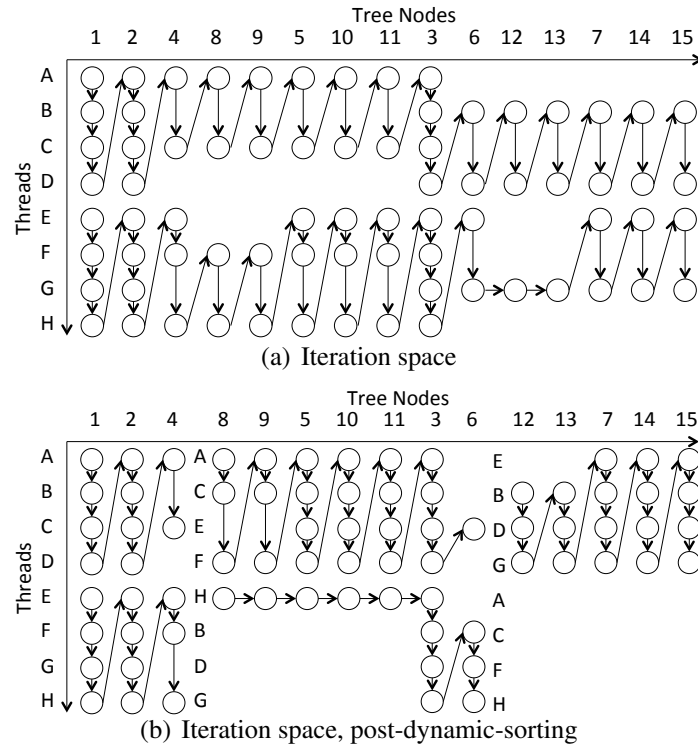 Tree Nodes
1 2 4 8 9 5 10 11 3 6 12 13 7 14 15
Threads
A
B
C
D
E
F
G
H
(a) Iteration space
Tree Nodes
1 2 4 8 9 5 10 11 3 6 12 13 7 14 15
Threads
A A E
B C B
C E D
D F G
E H A
F B C
G D F
H G H
(b) Iteration space, post-dynamic-sorting